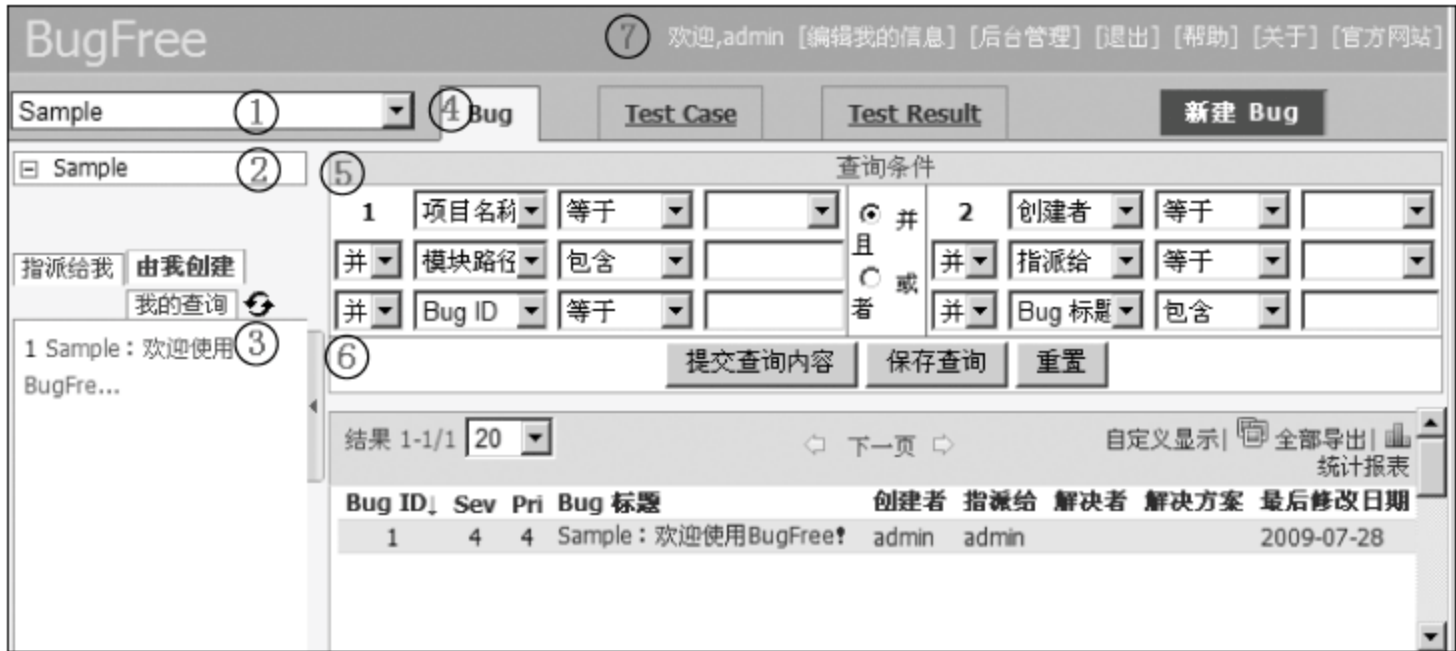 BugFree
⑦ 欢迎,admin [编辑我的信息] [后台管理] [退出] [帮助] [关于] [官方网站]
Sample ① ④ Bug Test Case Test Result 新建 Bug
Sample ②
⑤ 查询条件
1 项目名称 等于 并且 或者 2 创建者 等于
并 模块路径 包含 并 指派给 等于
并 Bug ID 等于 并 Bug 标题 包含
指派给我 由我创建
我的查询
1 Sample：欢迎使用 ③
BugFre...
⑥ 提交查询内容 保存查询 重置
结果 1-1/1 20 下一页 自定义显示| 全部导出|
统计报表
Bug ID↓ Sev Pri Bug 标题 创建者 指派给 解决者 解决方案 最后修改日期
1 4 4 Sample：欢迎使用BugFree! admin admin 2009-07-28